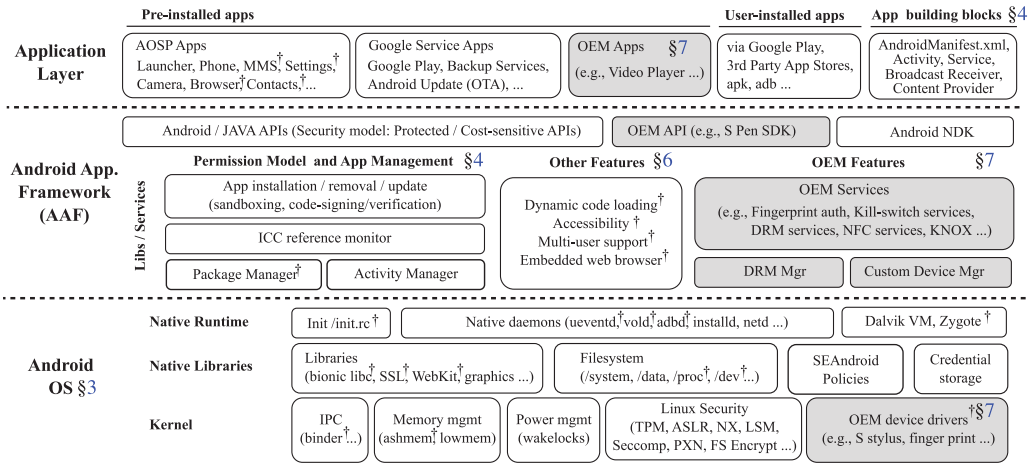 Pre-installed apps
User-installed apps
App building blocks §4
Application
Layer
AOSP Apps
Launcher, Phone, MMS,† Settings,†
Camera, Browser,† Contacts,†...
Google Service Apps
Google Play, Backup Services,
Android Update (OTA), ...
OEM Apps §7
(e.g., Video Player ...)
via Google Play,
3rd Party App Stores,
apk, adb ...
AndroidManifest.xml,
Activity, Service,
Broadcast Receiver,
Content Provider
Android App.
Framework
(AAF)
Android / JAVA APIs (Security model: Protected / Cost-sensitive APIs)
OEM API (e.g., S Pen SDK)
Android NDK
Libs / Services
Permission Model and App Management §4
App installation / removal / update
(sandboxing, code-signing/verification)
ICC reference monitor
Package Manager†
Activity Manager
Other Features §6
Dynamic code loading†
Accessibility †
Multi-user support†
Embedded web browser†
OEM Features §7
OEM Services
(e.g., Fingerprint auth, Kill-switch services,
DRM services, NFC services, KNOX ...)
DRM Mgr
Custom Device Mgr
Android
OS §3
Native Runtime
Init /init.rc †
Native daemons (ueventd,† vold,† adbd,† installd, netd ...)
Dalvik VM, Zygote †
Native Libraries
Libraries
(bionic libc,† SSL,† WebKit,† graphics ...)
Filesystem
(/system, /data, /proc†, /dev†...)
SEAndroid
Policies
Credential
storage
Kernel
IPC
(binder†...)
Memory mgmt
(ashmem,† lowmem)
Power mgmt
(wakelocks)
Linux Security
(TPM, ASLR, NX, LSM,
Seccomp, PXN, FS Encrypt ...)
OEM device drivers†§7
(e.g., S stylus, finger print ...)